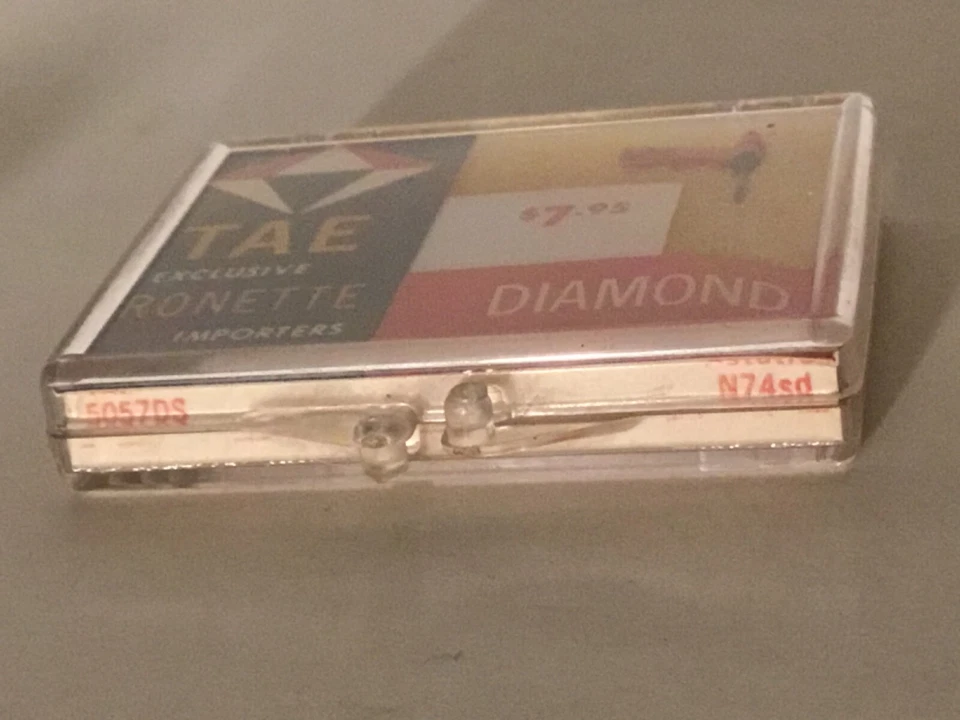 TAE
EXCLUSIVE
RONETTE
IMPORTERS
$7.95
DIAMOND
5057DS
N74sd